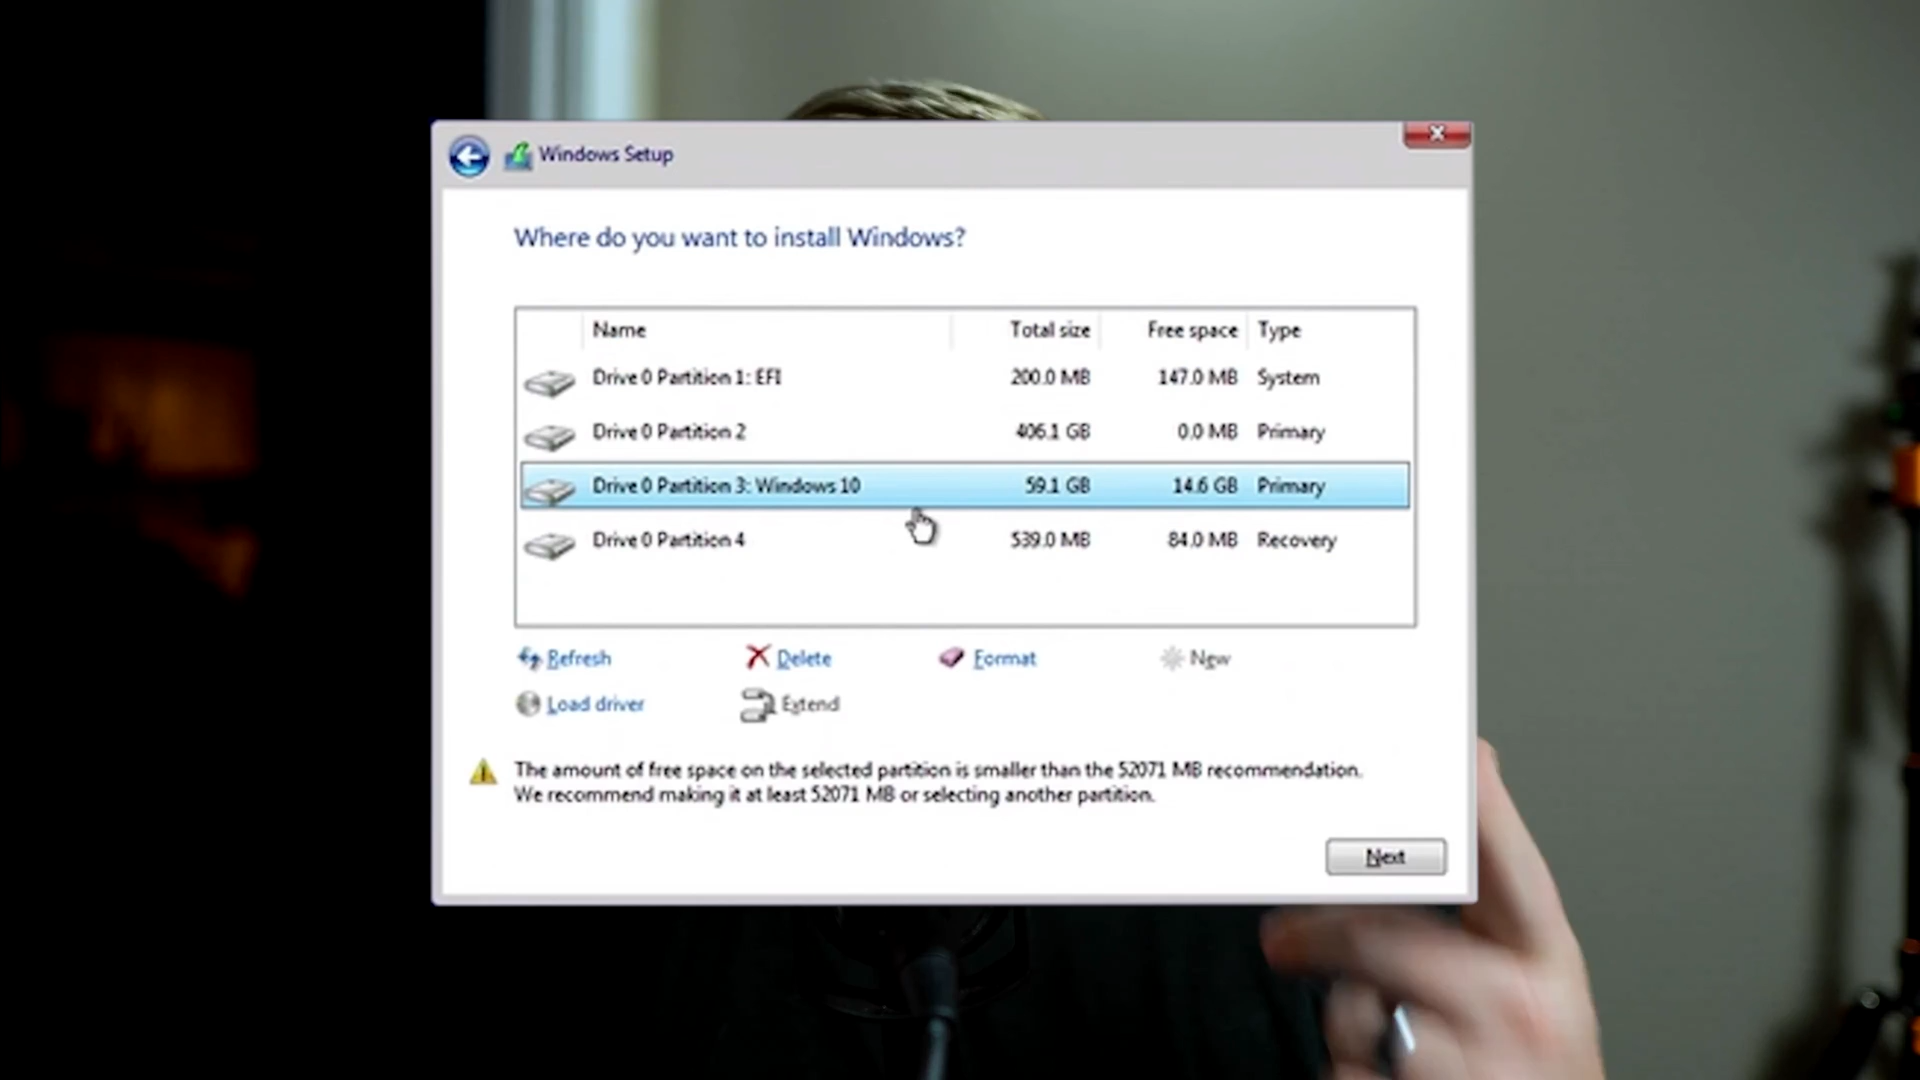 Windows Setup
Where do you want to install Windows?
Name Total size Free space Type
Drive 0 Partition 1: EFI 200.0 MB 147.0 MB System
Drive 0 Partition 2 406.1 GB 0.0 MB Primary
Drive 0 Partition 3: Windows 10 59.1 GB 14.6 GB Primary
Drive 0 Partition 4 539.0 MB 84.0 MB Recovery
Refresh Delete Format New
Load driver Extend
The amount of free space on the selected partition is smaller than the 52071 MB recommendation.
We recommend making it at least 52071 MB or selecting another partition.
Next